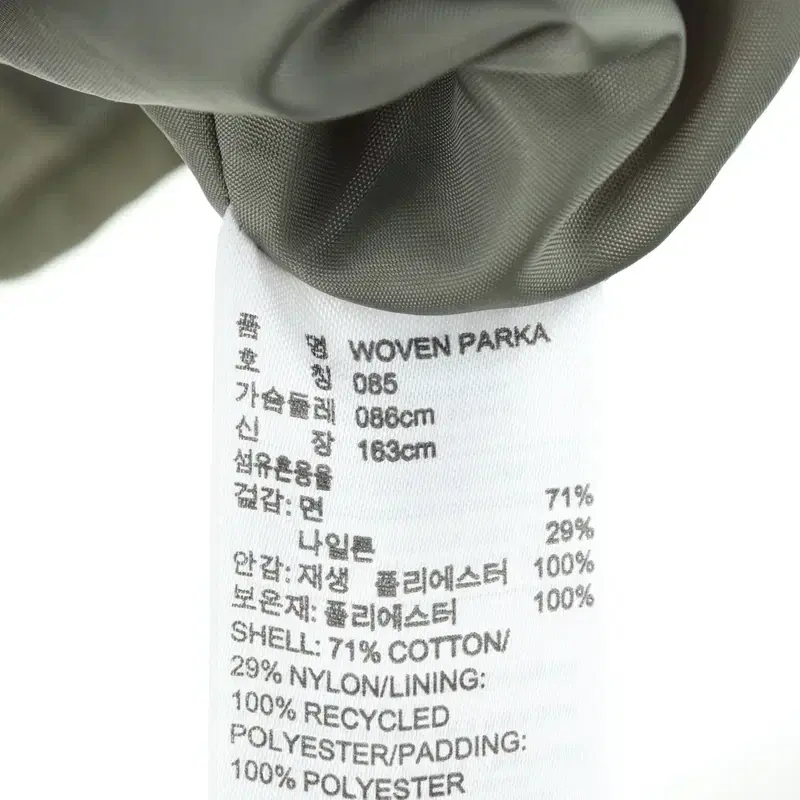 품 명 WOVEN PARKA
호 칭 085
가슴둘레 086cm
신 장 163cm
섬유혼용율
겉감: 면 71%
나일론 29%
안감: 재생 폴리에스터 100%
보온재: 폴리에스터 100%
SHELL: 71% COTTON/
29% NYLON/LINING:
100% RECYCLED
POLYESTER/PADDING:
100% POLYESTER